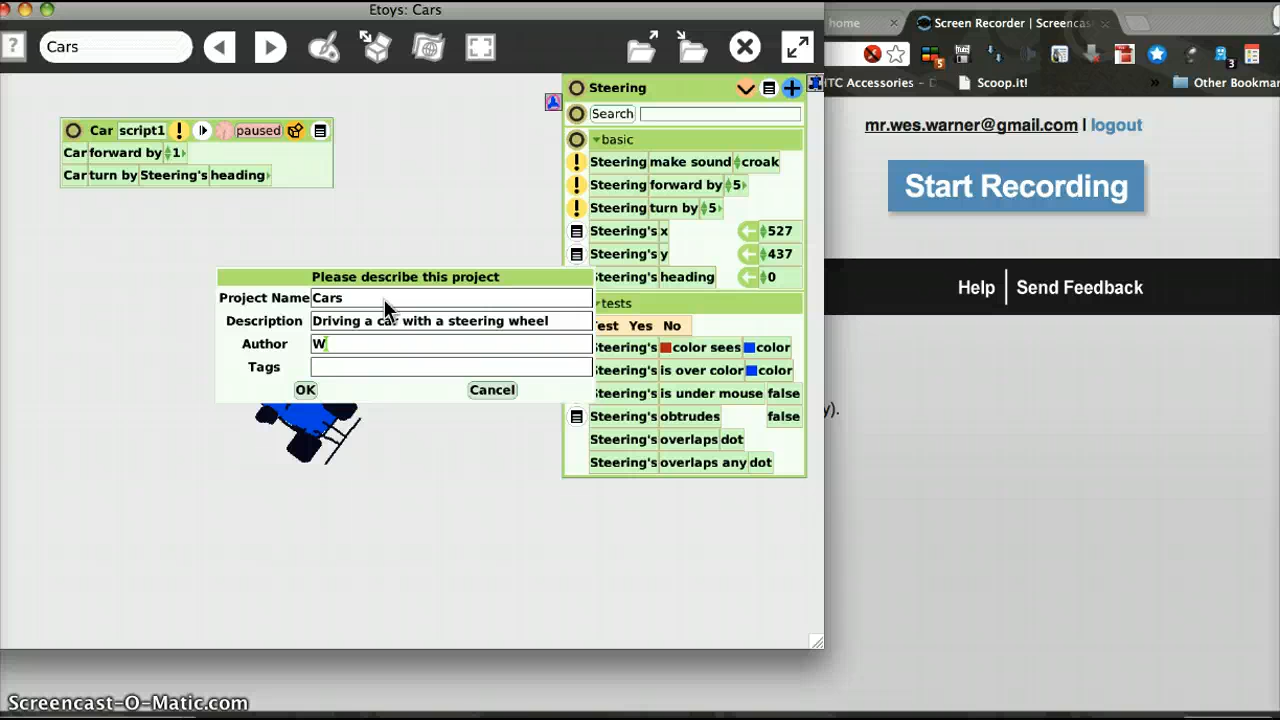 Etoys: Cars
?
Cars
Car script1 ! paused
Car forward by 1
Car turn by Steering's heading
Steering
Search
basic
Steering make sound croak
Steering forward by 5
Steering turn by 5
Steering's x 527
Steering's y 437
Steering's heading 0
tests
Test Yes No
Steering's color sees color
Steering's is over color color
Steering's is under mouse false
Steering's obtrudes false
Steering's overlaps dot
Steering's overlaps any dot
Please describe this project
Project Name Cars
Description Driving a car with a steering wheel
Author W
Tags
OK Cancel
home
Screen Recorder | Screencas
5
3
ITC Accessories - D
Scoop.it!
» Other Bookmar
mr.wes.warner@gmail.com | logout
Start Recording
Help | Send Feedback
y).
Screencast-O-Matic.com